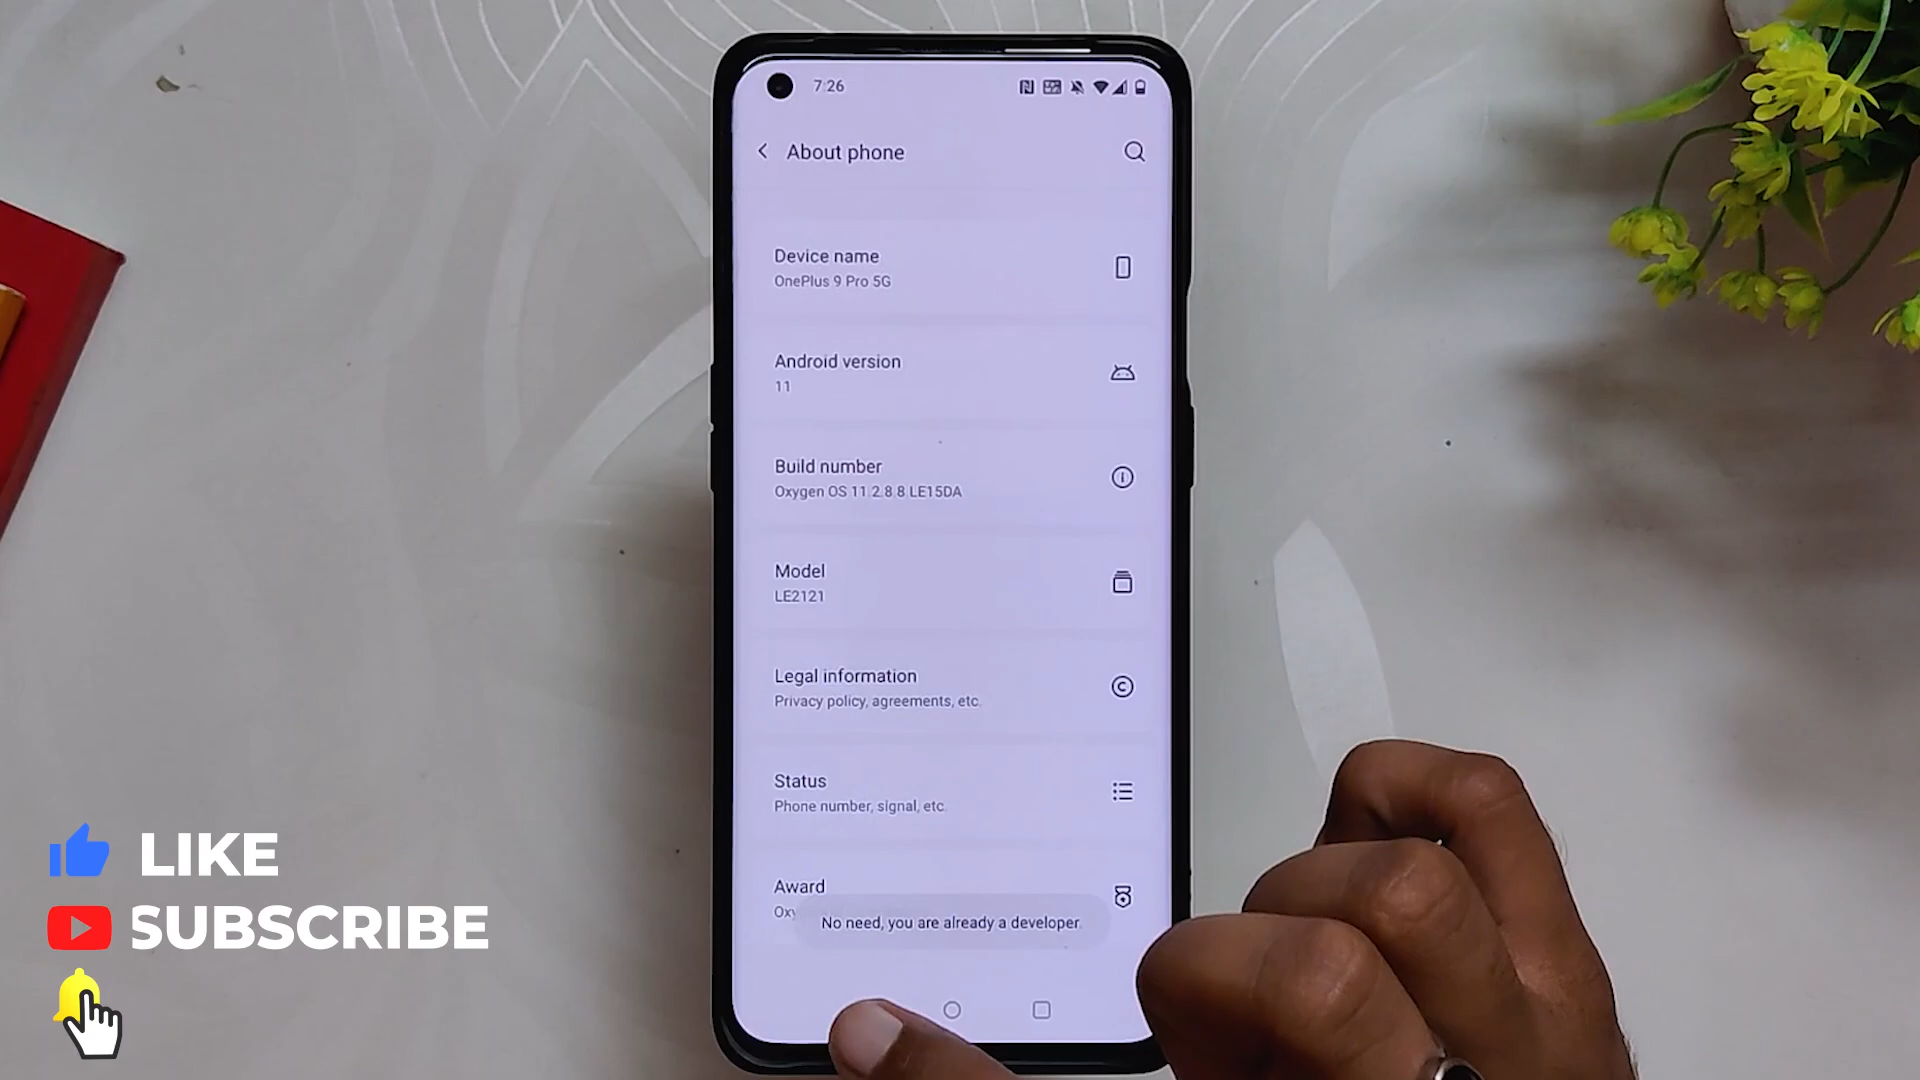 7:26
About phone
Device name
OnePlus 9 Pro 5G
Android version
11
Build number
Oxygen OS 11.2.8.8.LE15DA
Model
LE2121
Legal information
Privacy policy, agreements, etc.
Status
Phone number, signal, etc.
Award
Oxy
No need, you are already a developer.
LIKE
SUBSCRIBE